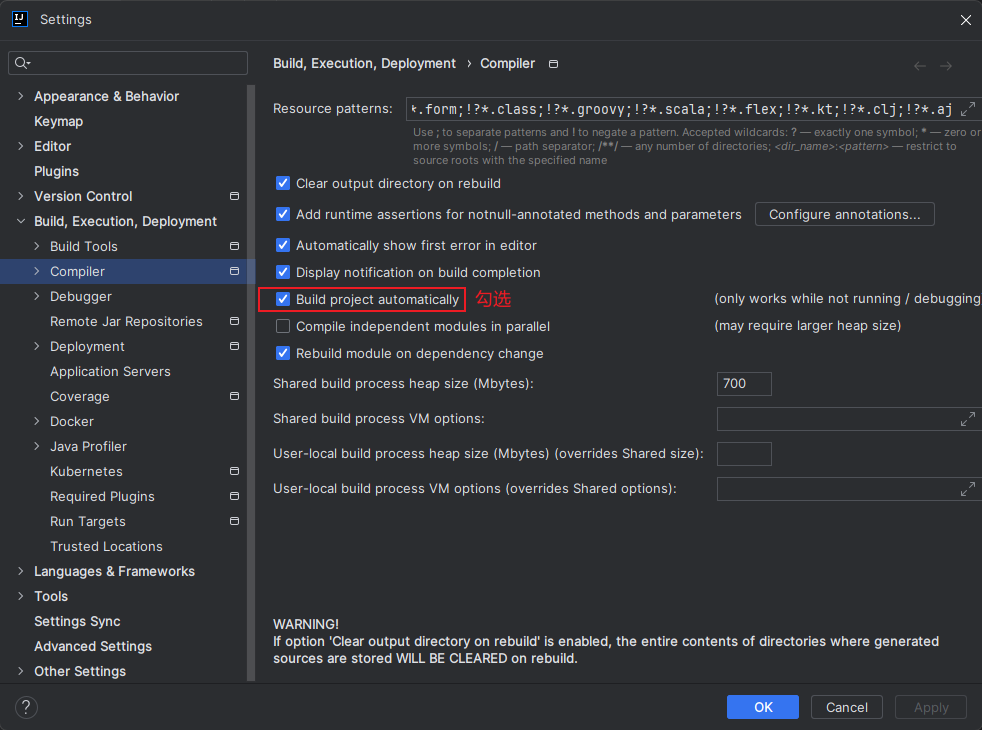 Settings
Build, Execution, Deployment › Compiler
Appearance & Behavior
Keymap
Editor
Plugins
Version Control
Build, Execution, Deployment
Build Tools
Compiler
Debugger
Remote Jar Repositories
Deployment
Application Servers
Coverage
Docker
Java Profiler
Kubernetes
Required Plugins
Run Targets
Trusted Locations
Languages & Frameworks
Tools
Settings Sync
Advanced Settings
Other Settings
Resource patterns: *.form;!?*.class;!?*.groovy;!?*.scala;!?*.flex;!?*.kt;!?*.clj;!?*.aj
Use ; to separate patterns and ! to negate a pattern. Accepted wildcards: ? — exactly one symbol; * — zero or
more symbols; / — path separator; /**/ — any number of directories; <dir_name>:<pattern> — restrict to
source roots with the specified name
Clear output directory on rebuild
Add runtime assertions for notnull-annotated methods and parameters Configure annotations...
Automatically show first error in editor
Display notification on build completion
Build project automatically 勾选 (only works while not running / debugging
Compile independent modules in parallel (may require larger heap size)
Rebuild module on dependency change
Shared build process heap size (Mbytes): 700
Shared build process VM options:
User-local build process heap size (Mbytes) (overrides Shared size):
User-local build process VM options (overrides Shared options):
WARNING!
If option 'Clear output directory on rebuild' is enabled, the entire contents of directories where generated
sources are stored WILL BE CLEARED on rebuild.
? OK Cancel Apply